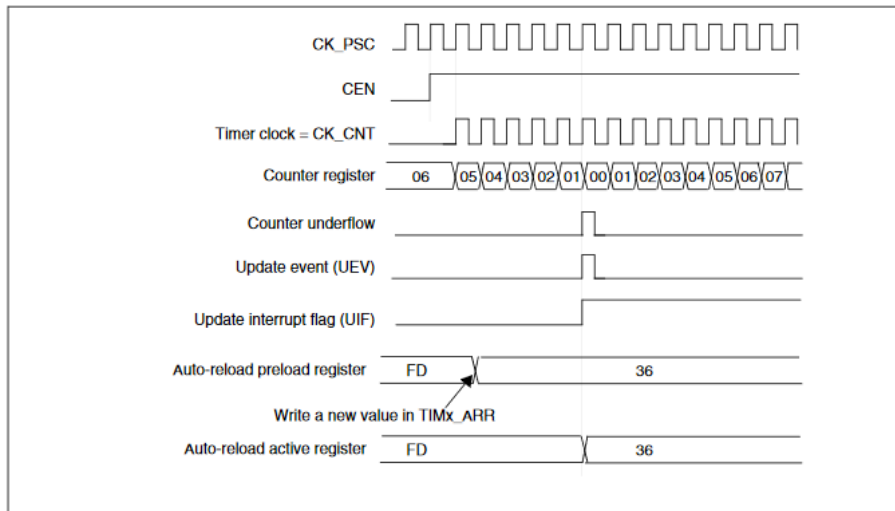 CK_PSC
CEN
Timer clock = CK_CNT
Counter register 06 05 04 03 02 01 00 01 02 03 04 05 06 07
Counter underflow
Update event (UEV)
Update interrupt flag (UIF)
Auto-reload preload register FD 36
Write a new value in TIMx_ARR
Auto-reload active register FD 36